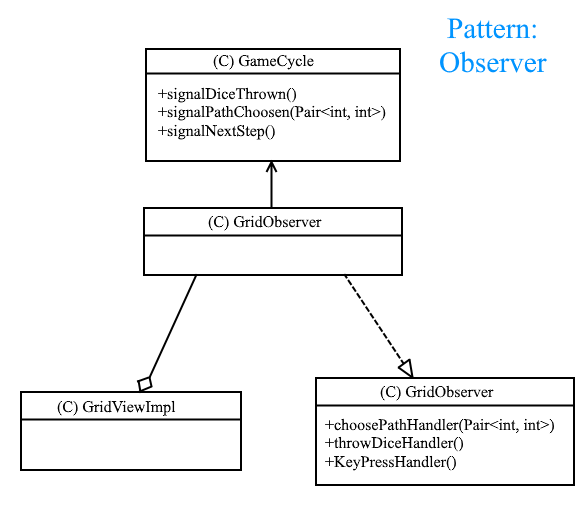 Pattern:
Observer
(C) GameCycle
+signalDiceThrown()
+signalPathChoosen(Pair<int, int>)
+signalNextStep()
(C) GridObserver
(C) GridViewImpl
(C) GridObserver
+choosePathHandler(Pair<int, int>)
+throwDiceHandler()
+KeyPressHandler()